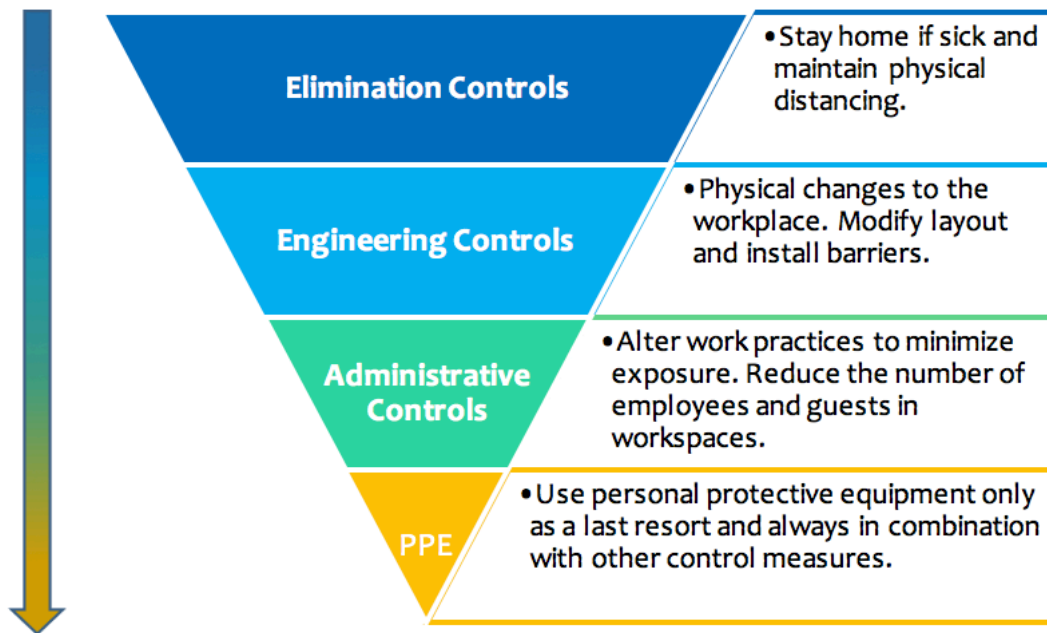 Elimination Controls
•Stay home if sick and
maintain physical
distancing.
Engineering Controls
•Physical changes to the
workplace. Modify layout
and install barriers.
Administrative
Controls
•Alter work practices to minimize
exposure. Reduce the number of
employees and guests in
workspaces.
PPE
•Use personal protective equipment only
as a last resort and always in combination
with other control measures.